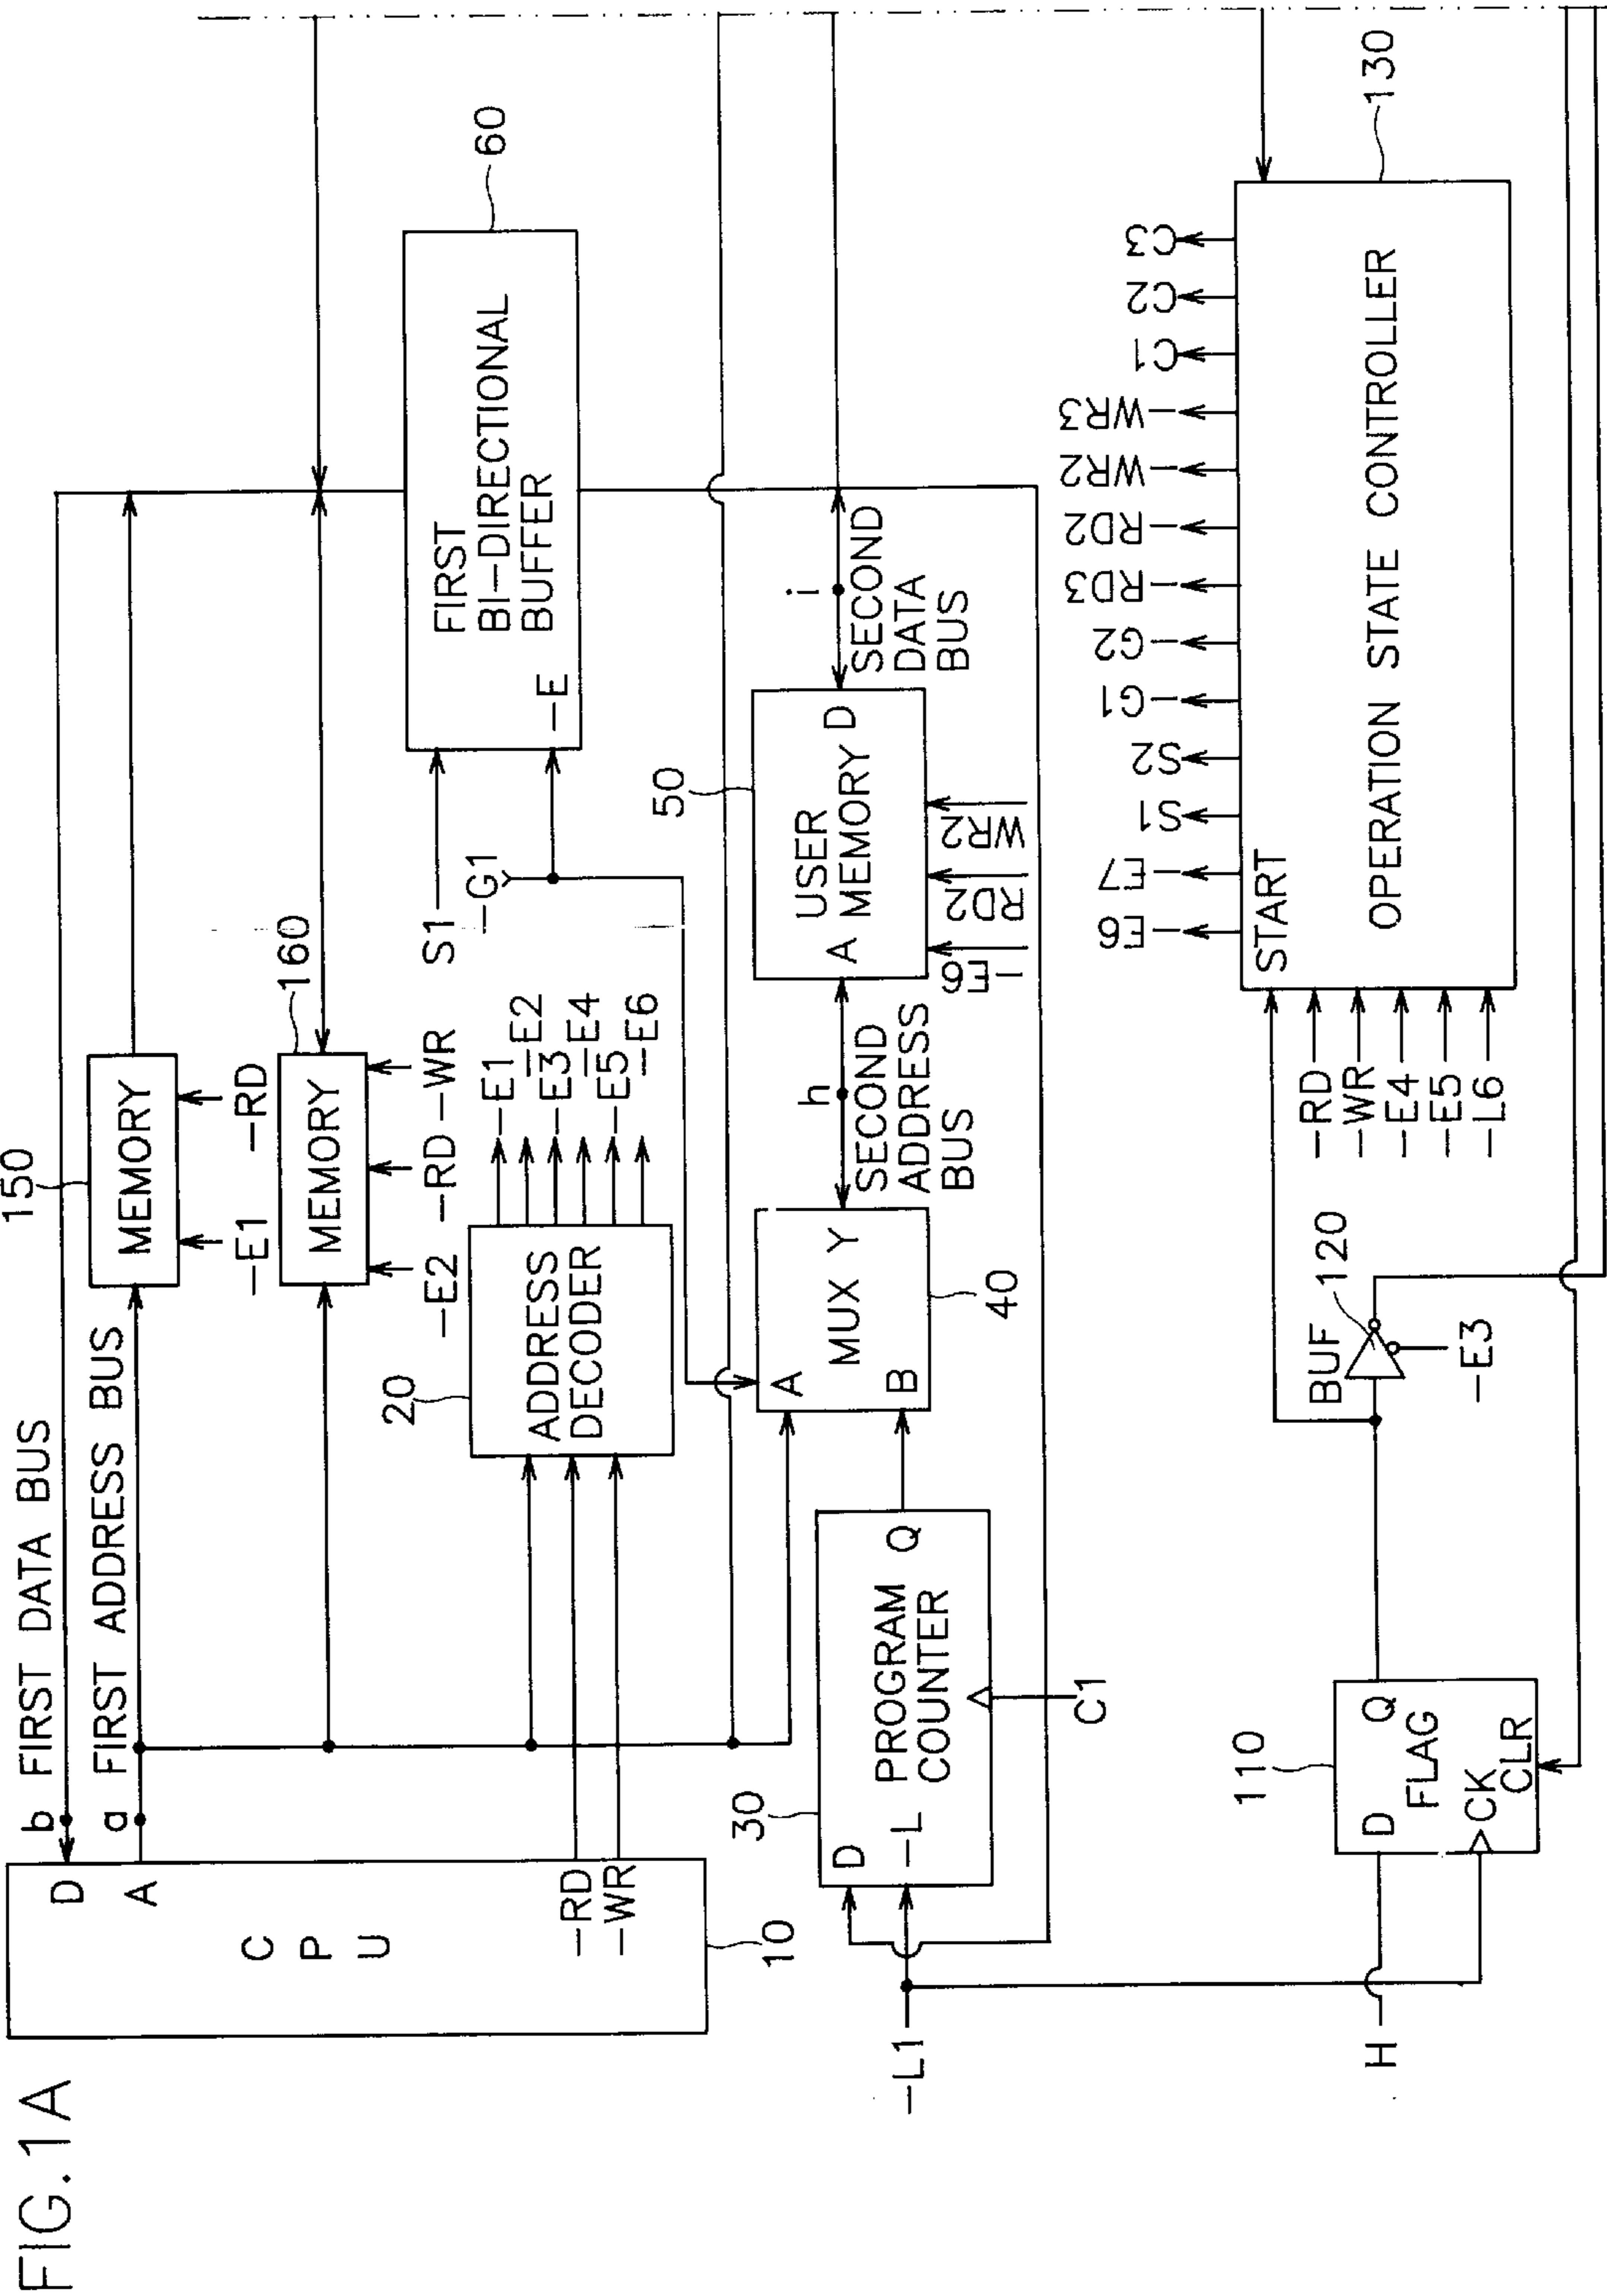 FIG.1A
b FIRST DATA BUS
a FIRST ADDRESS BUS
D
A
C
P
U
-RD
-WR
10
150
MEMORY
-E1
-RD
160
MEMORY
-E2
-RD
-WR
20
ADDRESS
DECODER
-E1
-E2
-E3
-E4
-E5
-E6
FIRST
BI-DIRECTIONAL
BUFFER
-E
60
S1
-G1
30
D
-L
PROGRAM
COUNTER
Q
C1
-L1
A
B
MUX Y
40
h
SECOND
ADDRESS
BUS
50
USER
MEMORY
A
D
-E6
RD2
WR2
i
SECOND
DATA
BUS
110
H
D
Q
FLAG
CK
CLR
BUF
120
-E3
START
-RD
-WR
-E4
-E5
-L6
OPERATION STATE CONTROLLER
130
-E6
-E7
S1
S2
-G1
-G2
-RD3
-RD2
-WR2
-WR3
C1
C2
C3